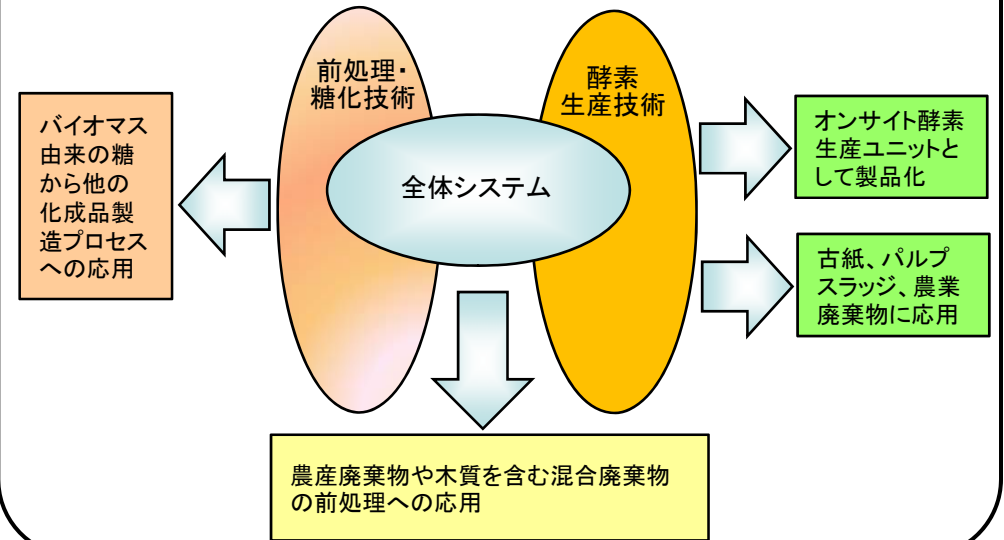 前処理・
糖化技術
酵素
生産技術
全体システム
バイオマス
由来の糖
から他の
化成品製
造プロセス
への応用
オンサイト酵素
生産ユニットと
して製品化
古紙、パルプ
スラッジ、農業
廃棄物に応用
農産廃棄物や木質を含む混合廃棄物
の前処理への応用